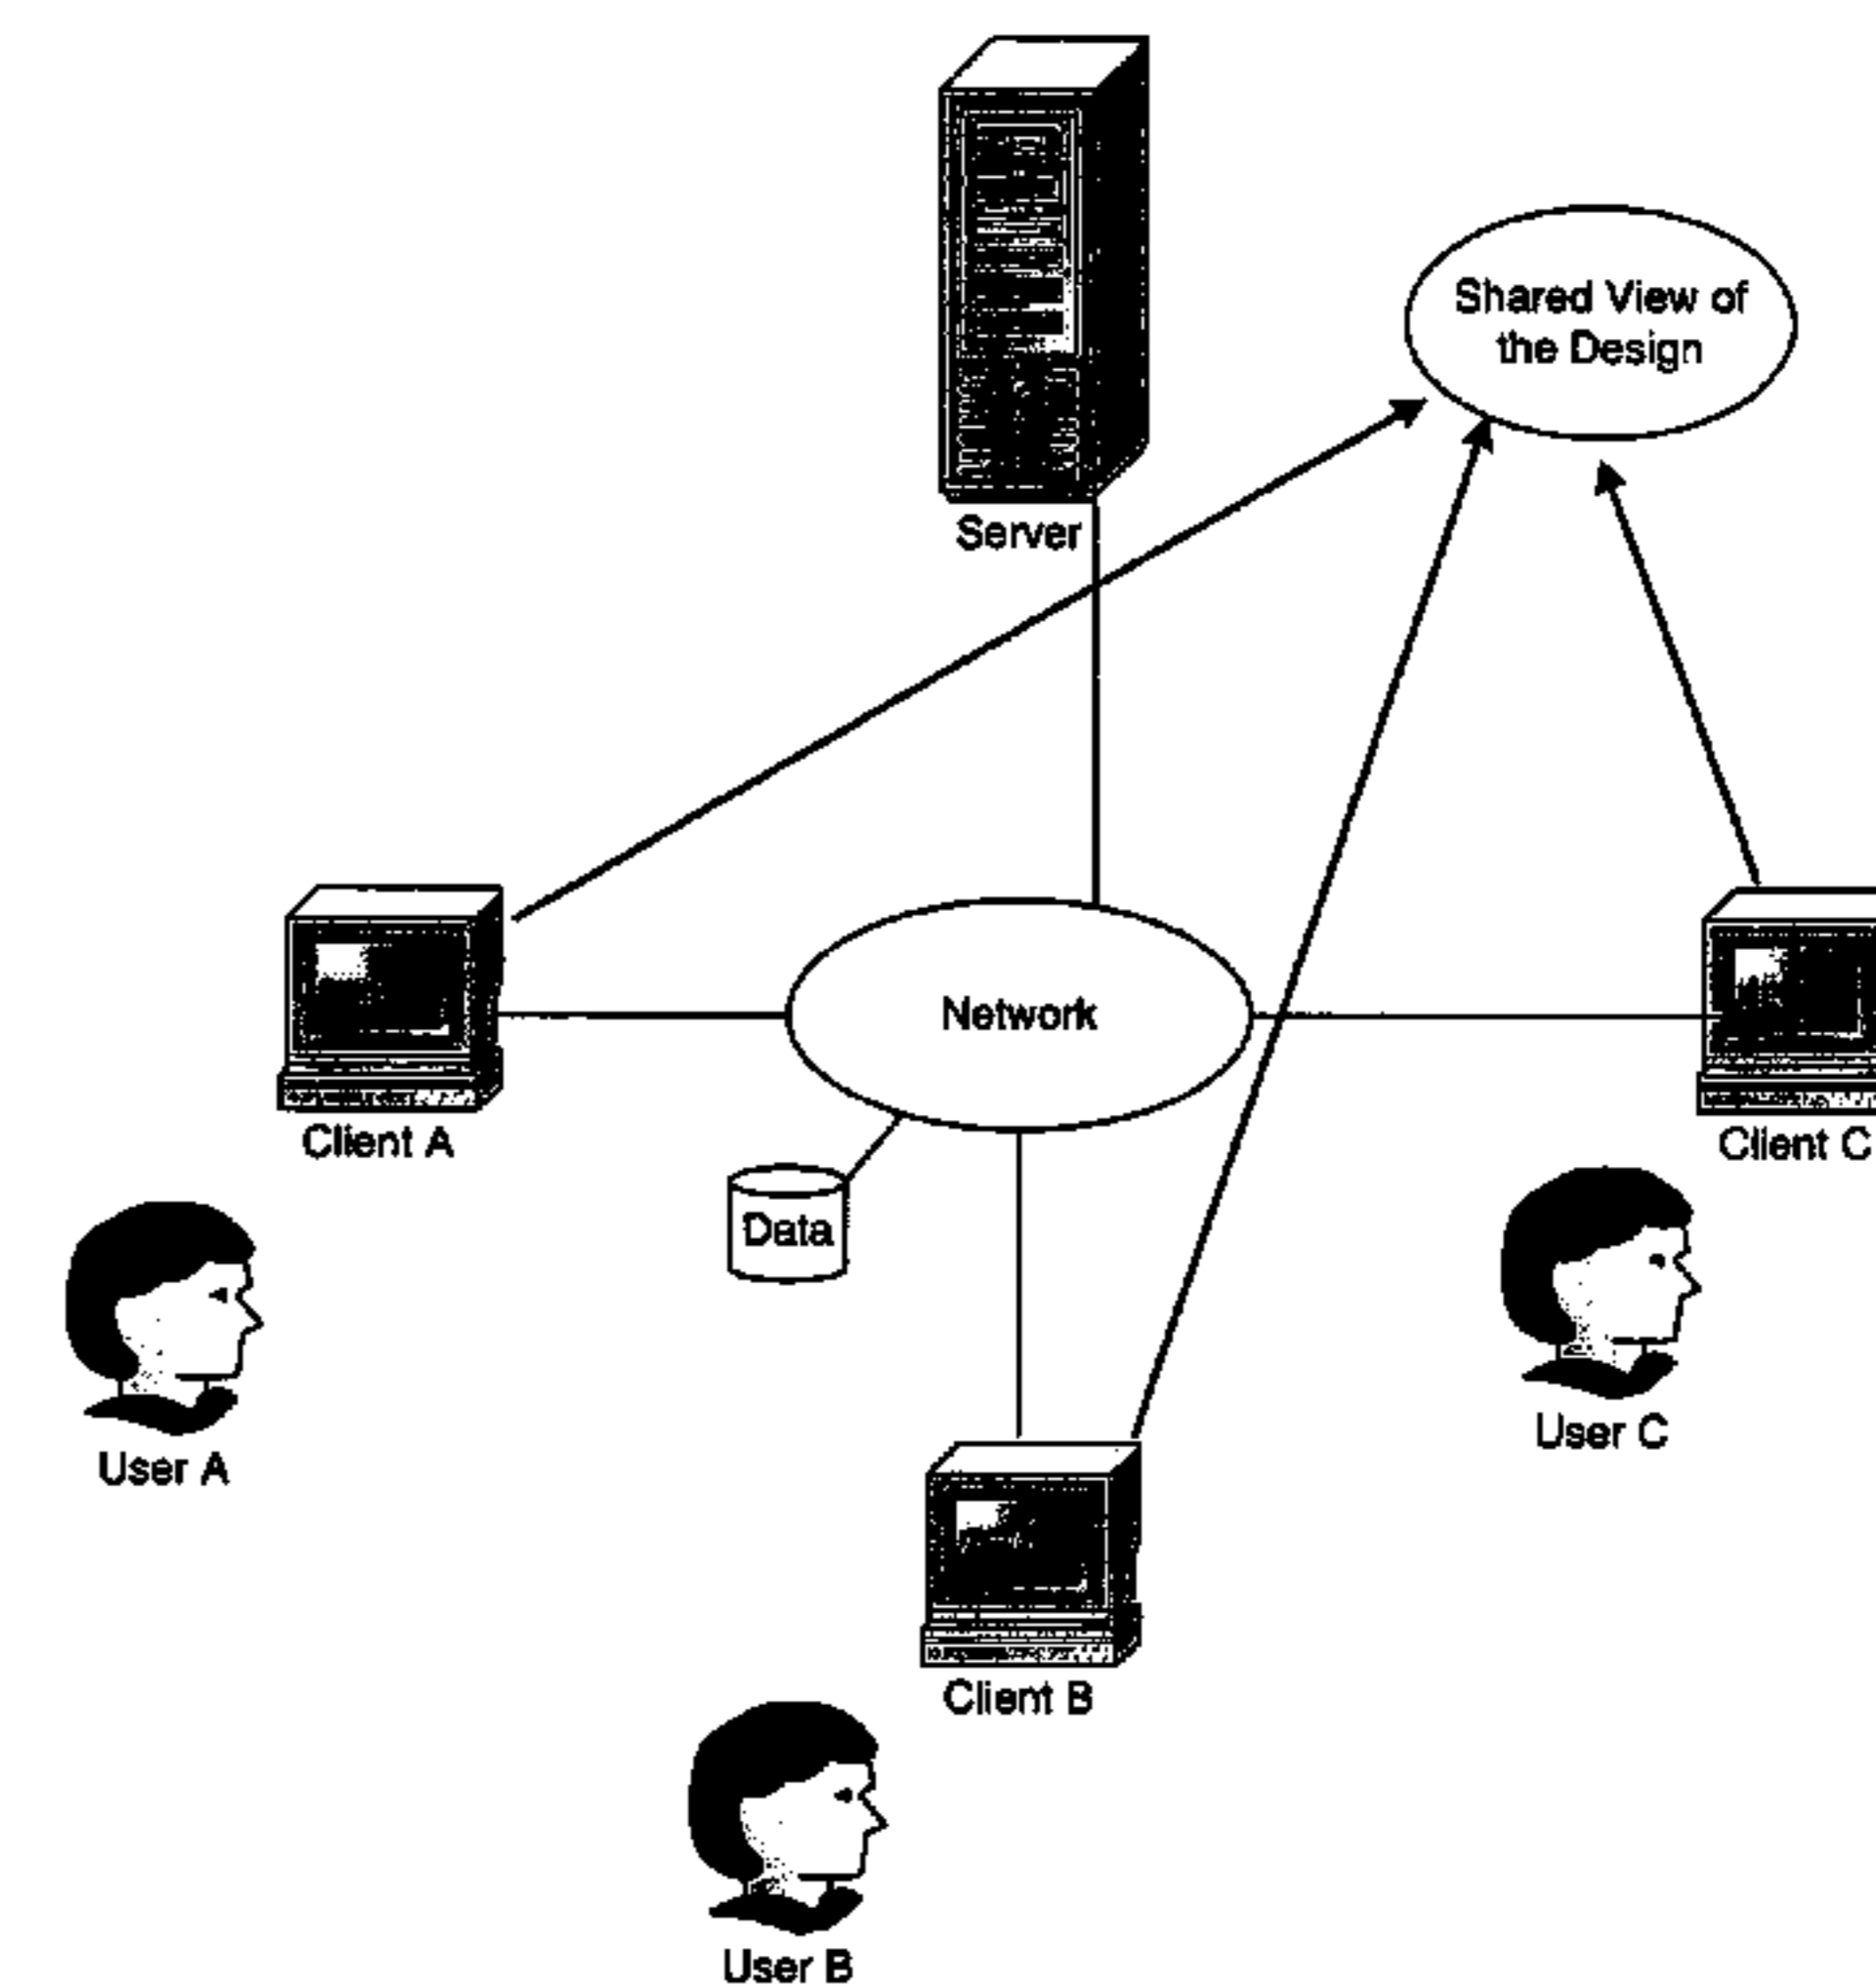 Server
Shared View of
the Design
Network
Client A
Client C
Data
User A
User C
Client B
User B